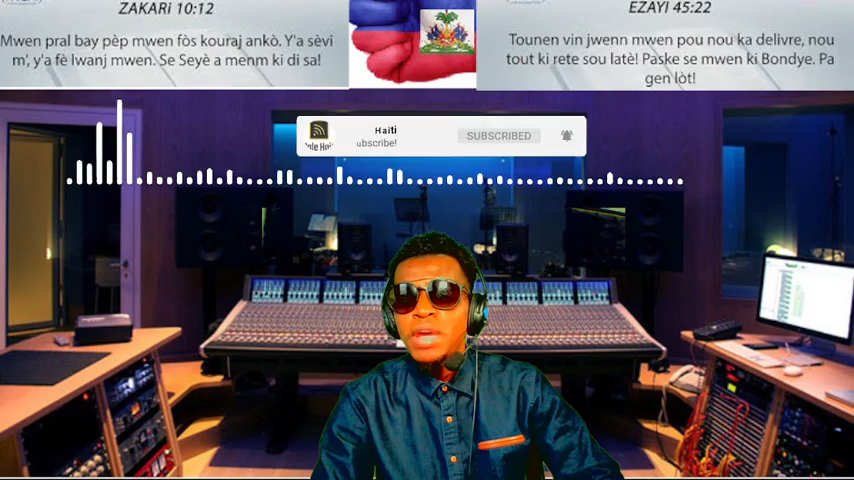 ZAKARi 10:12
Mwen pral bay pèp mwen fòs kouraj ankò. Y'a sèvi
m', y'a fè lwanj mwen. Se Seyè a menm ki di sa!
EZAYI 45:22
Tounen vin jwenn mwen pou nou ka delivre, nou
tout ki rete sou latè! Paske se mwen ki Bondye. Pa
gen lòt!
Haiti
ubscribe!
SUBSCRIBED